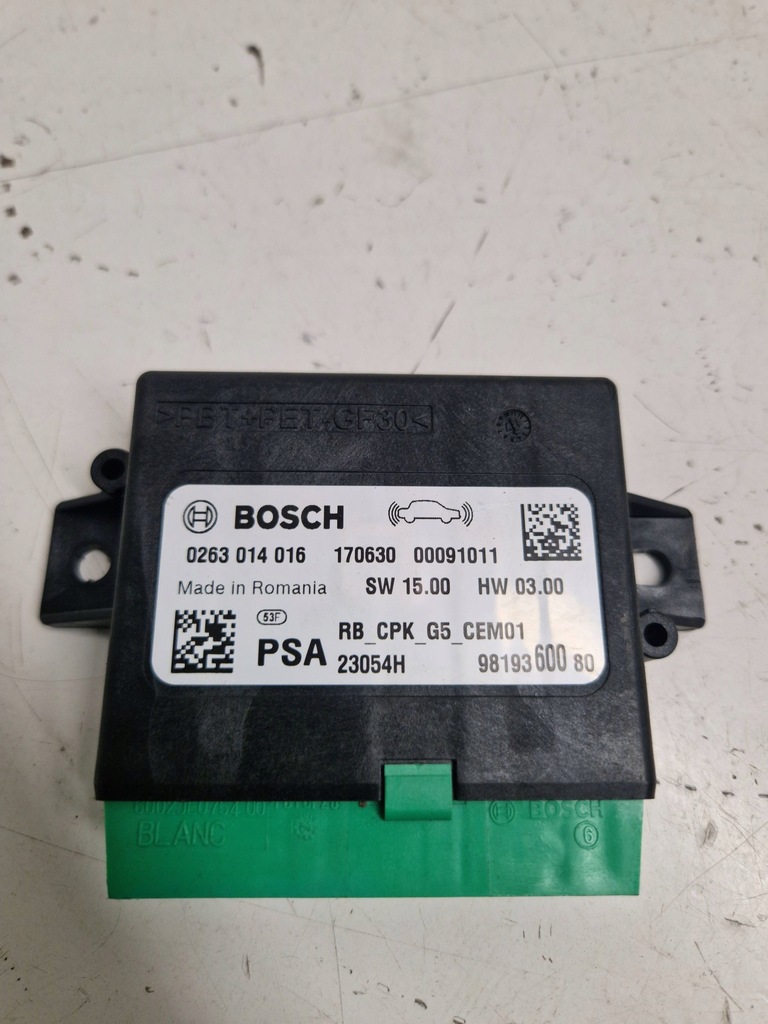 >PBT+PET-GF30<
BOSCH
0263 014 016 170630 00091011
Made in Romania SW 15.00 HW 03.00
53F
RB_CPK_G5_CEM01
PSA 23054H 98193 600 80
BOSCH
BLANC
6